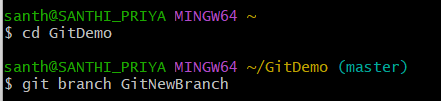 santh@SANTHI_PRIYA MINGW64 ~
$ cd GitDemo
santh@SANTHI_PRIYA MINGW64 ~/GitDemo (master)
$ git branch GitNewBranch